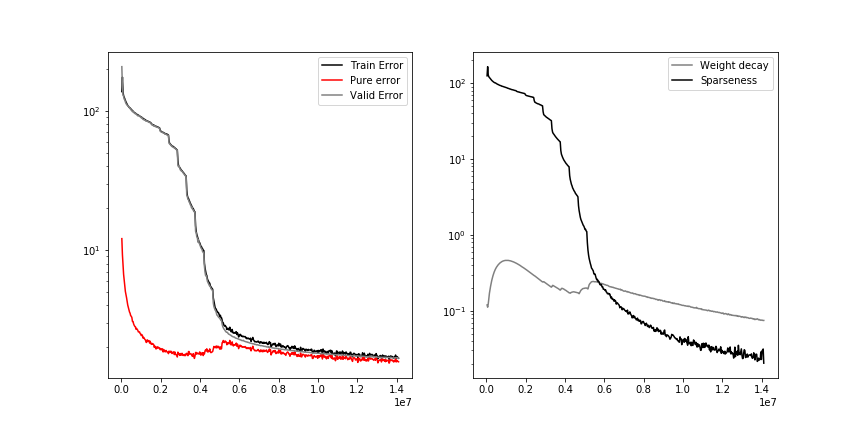 Train Error
Pure error
Valid Error
10²
10¹
0.0 0.2 0.4 0.6 0.8 1.0 1.2 1.4
1e7
Weight decay
Sparseness
10²
10¹
10⁰
10⁻¹
0.0 0.2 0.4 0.6 0.8 1.0 1.2 1.4
1e7